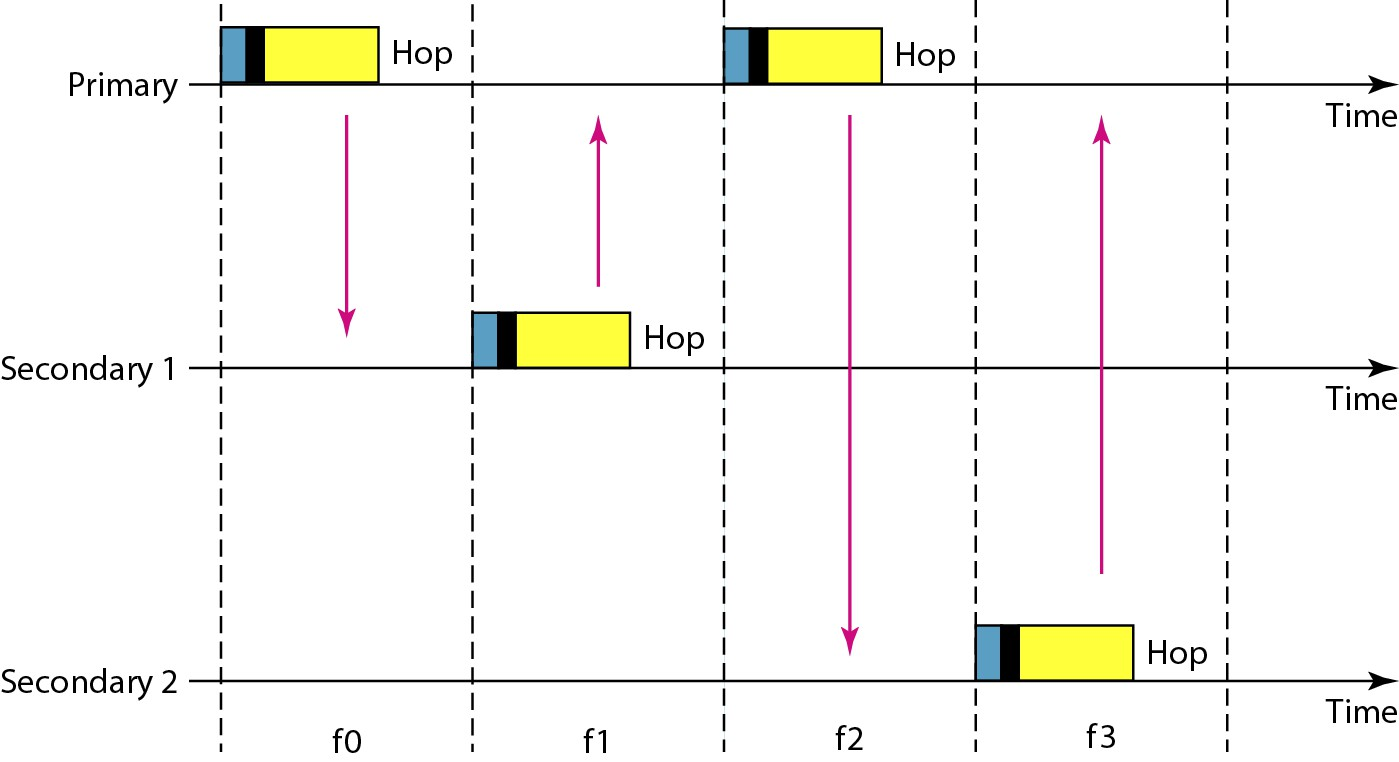 Hop
Hop
Primary
Time
Hop
Secondary 1
Time
Hop
Secondary 2
Time
f0
f1
f2
f3